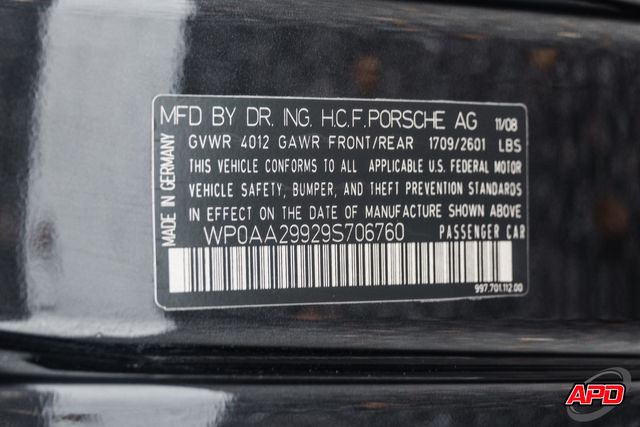 MFD BY DR. ING. H.C.F. PORSCHE AG 11/08
GVWR 4012 GAWR FRONT/REAR 1709/2601 LBS
THIS VEHICLE CONFORMS TO ALL APPLICABLE U.S. FEDERAL MOTOR
VEHICLE SAFETY, BUMPER, AND THEFT PREVENTION STANDARDS
IN EFFECT ON THE DATE OF MANUFACTURE SHOWN ABOVE
WP0AA29929S706760 PASSENGER CAR
997.701.112.00
MADE IN GERMANY
APD